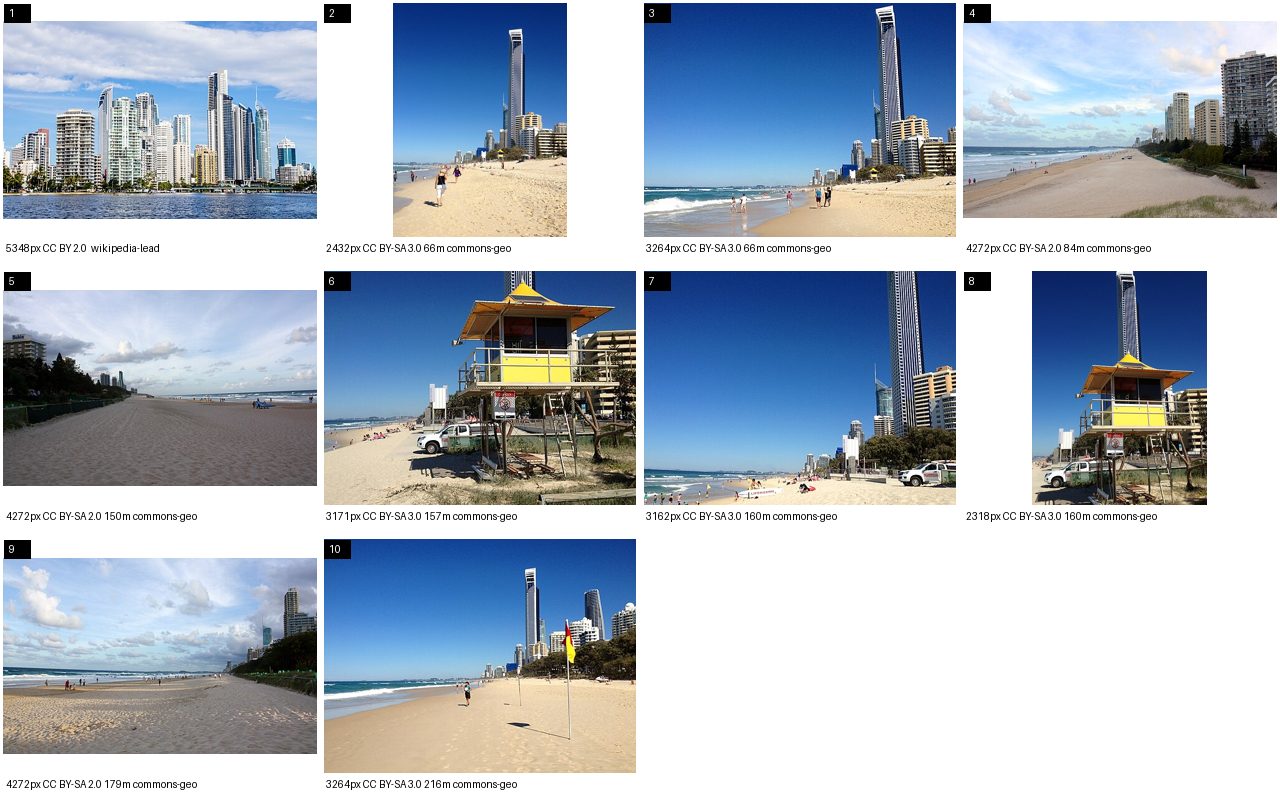 1
2
3
4
5348px CC BY 2.0 wikipedia-lead
2432px CC BY-SA 3.0 66m commons-geo
3264px CC BY-SA 3.0 66m commons-geo
4272px CC BY-SA 2.0 84m commons-geo
5
6
7
8
4272px CC BY-SA 2.0 150m commons-geo
3171px CC BY-SA 3.0 157m commons-geo
3162px CC BY-SA 3.0 160m commons-geo
2318px CC BY-SA 3.0 160m commons-geo
9
10
4272px CC BY-SA 2.0 179m commons-geo
3264px CC BY-SA 3.0 216m commons-geo